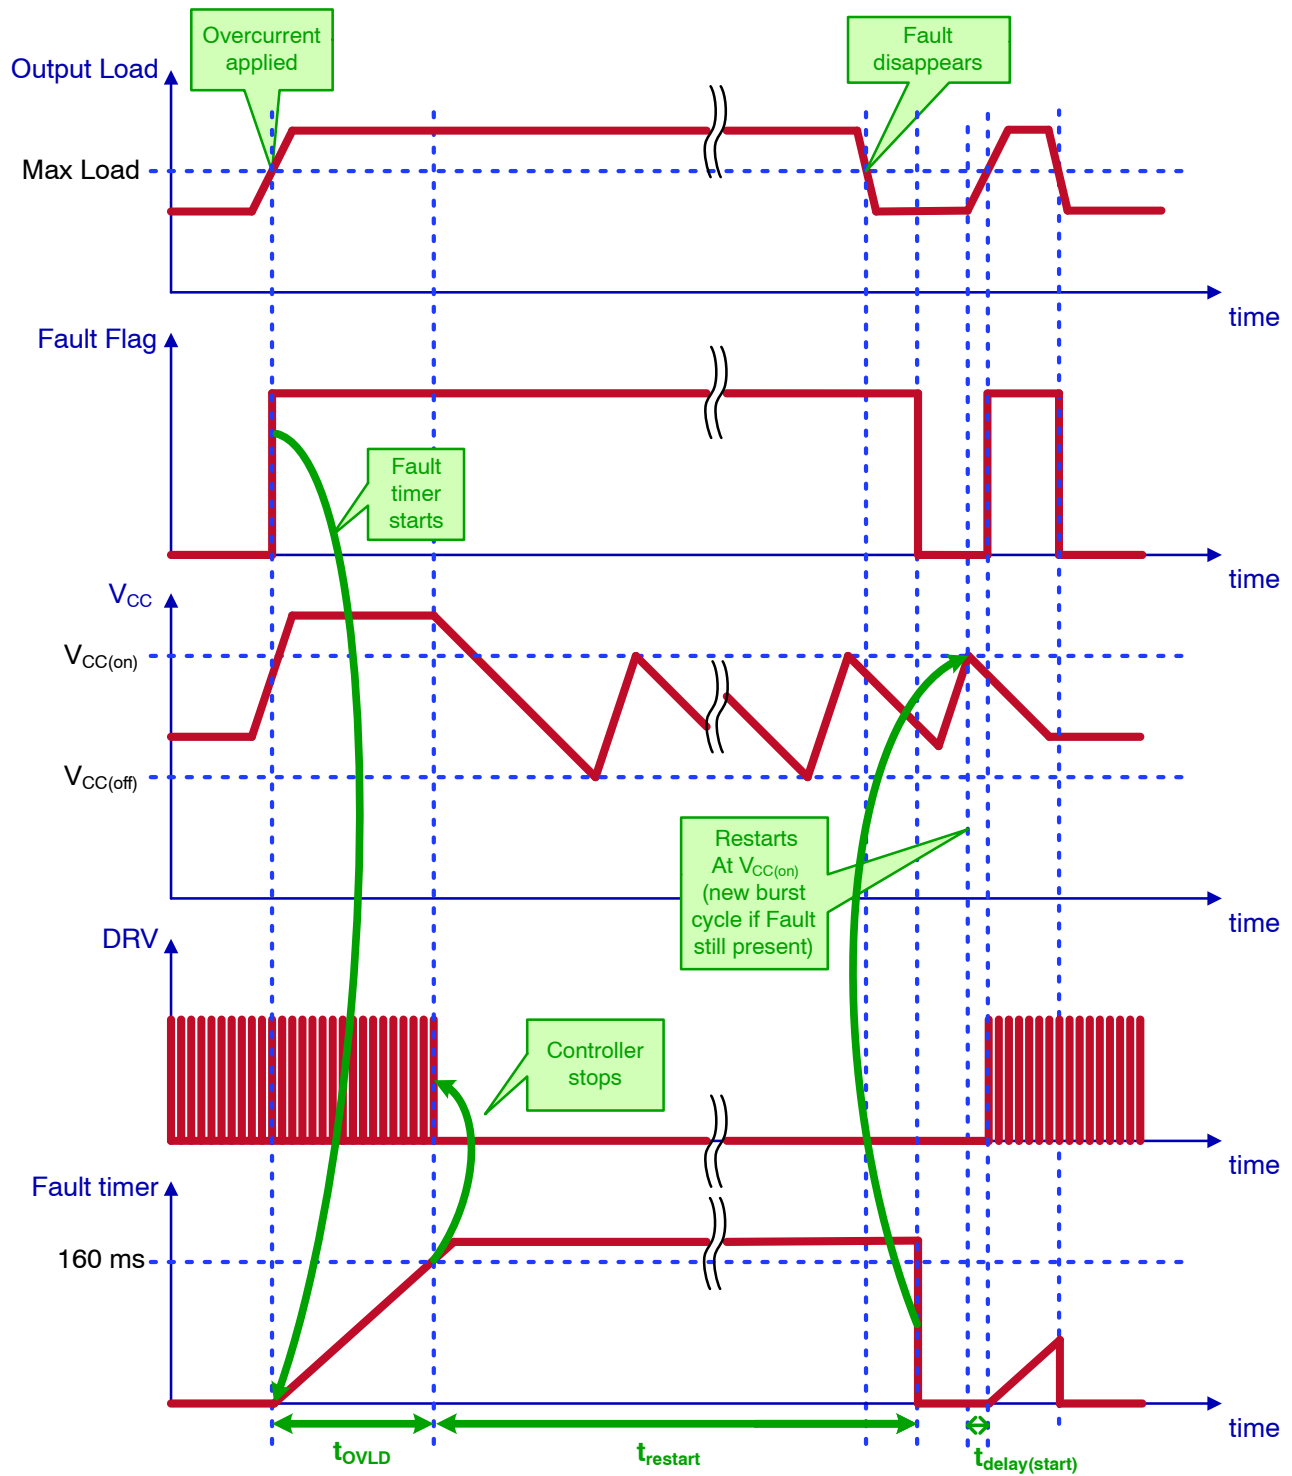 Overcurrent
applied
Fault
disappears
Output Load
Max Load
time
Fault Flag
Fault
timer
starts
time
VCC
VCC(on)
VCC(off)
Restarts
At VCC(on)
(new burst
cycle if Fault
still present)
time
DRV
Controller
stops
time
Fault timer
160 ms
time
tOVLD
trestart
tdelay(start)